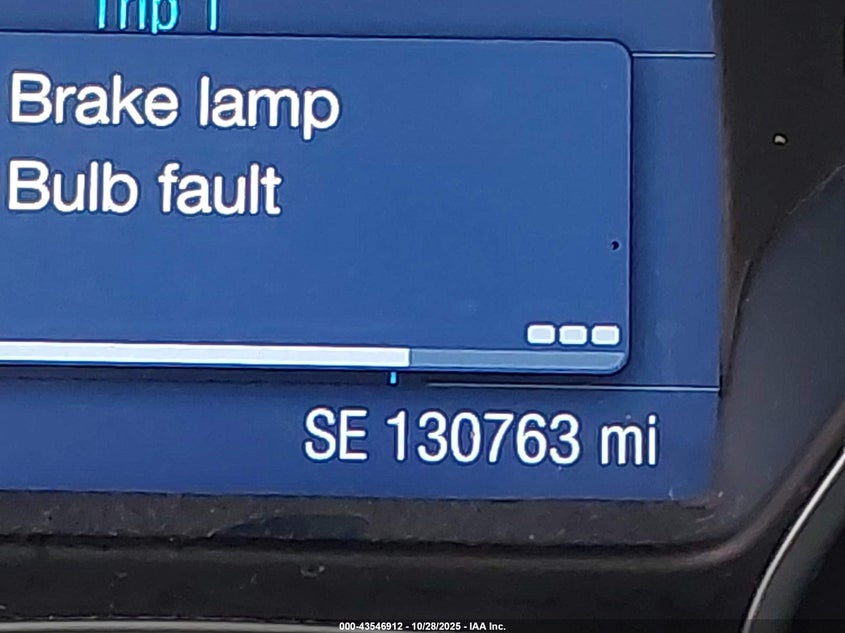 Trip 1
Brake lamp
Bulb fault
SE 130763 mi
000-43546912 - 10/28/2025 - IAA Inc.